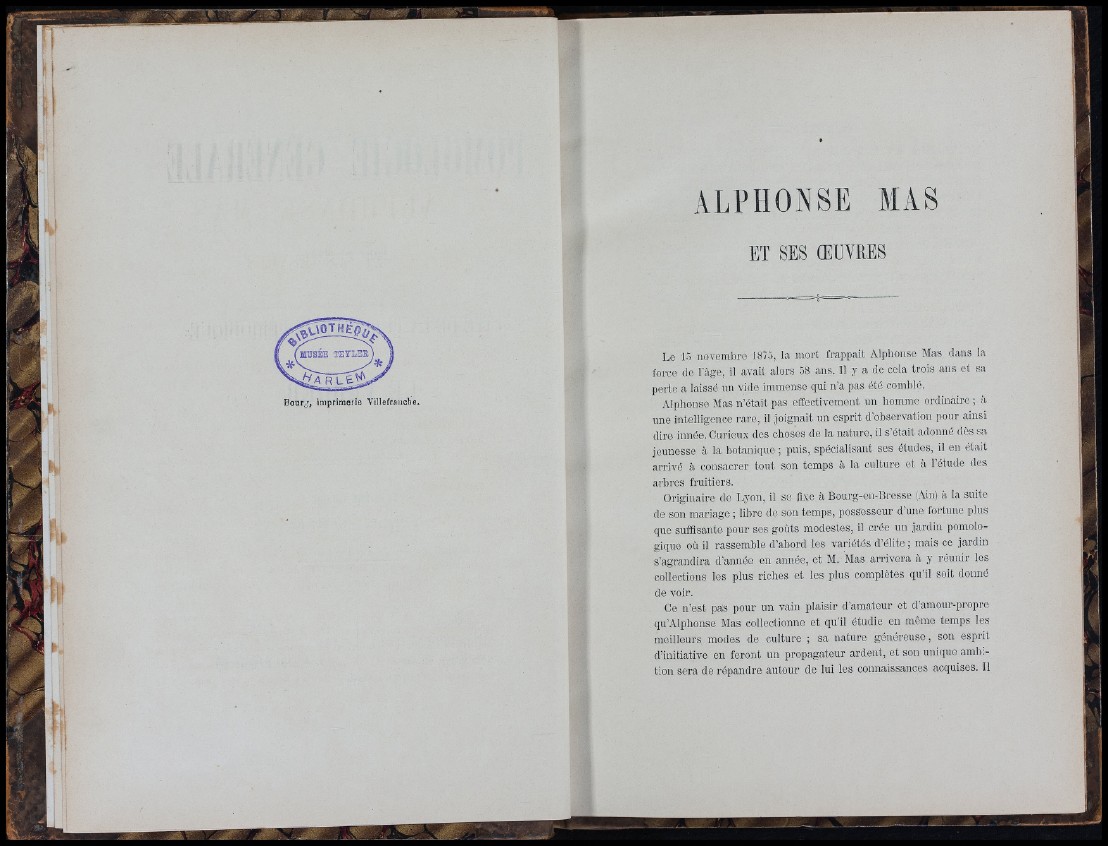 BIBLIOTHÈQUE
MUSÉE TEYLER
* HARLEM *
Bourg, imprimerie Villefranche.
ALPHONSE MAS
ET SES ŒUVRES
Le 15 novembre 1875, la mort frappait Alphonse Mas dans la
force de l'âge, il avait alors 58 ans. Il y a de cela trois ans et sa
perte a laissé un vide immense qui n'a pas été comblé.
Alphonse Mas n'était pas effectivement un homme ordinaire ; à
une intelligence rare, il joignait un esprit d'observation pour ainsi
dire innée. Curieux des choses de la nature, il s'était adonné dès sa
jeunesse à la botanique ; puis, spécialisant ses études, il en était
arrivé à consacrer tout son temps à la culture et à l'étude des
arbres fruitiers.
Originaire de Lyon, il se fixe à Bourg-en-Bresse (Ain) à la suite
de son mariage ; libre de son temps, possesseur d'une fortune plus
que suffisante pour ses goûts modestes, il crée un jardin pomolo-
gique où il rassemble d'abord les variétés d'élite ; mais ce jardin
s'agrandira d'année en année, et M. Mas arrivera à y réunir les
collections les plus riches et les plus complètes qu'il soit donné
de voir.
Ce n'est pas pour un vain plaisir d'amateur et d'amour-propre
qu'Alphonse Mas collectionne et qu'il étudie en même temps les
meilleurs modes de culture ; sa nature généreuse, son esprit
d'initiative en feront un propagateur ardent, et son unique ambi-
tion sera de répandre autour de lui les connaissances acquises. Il